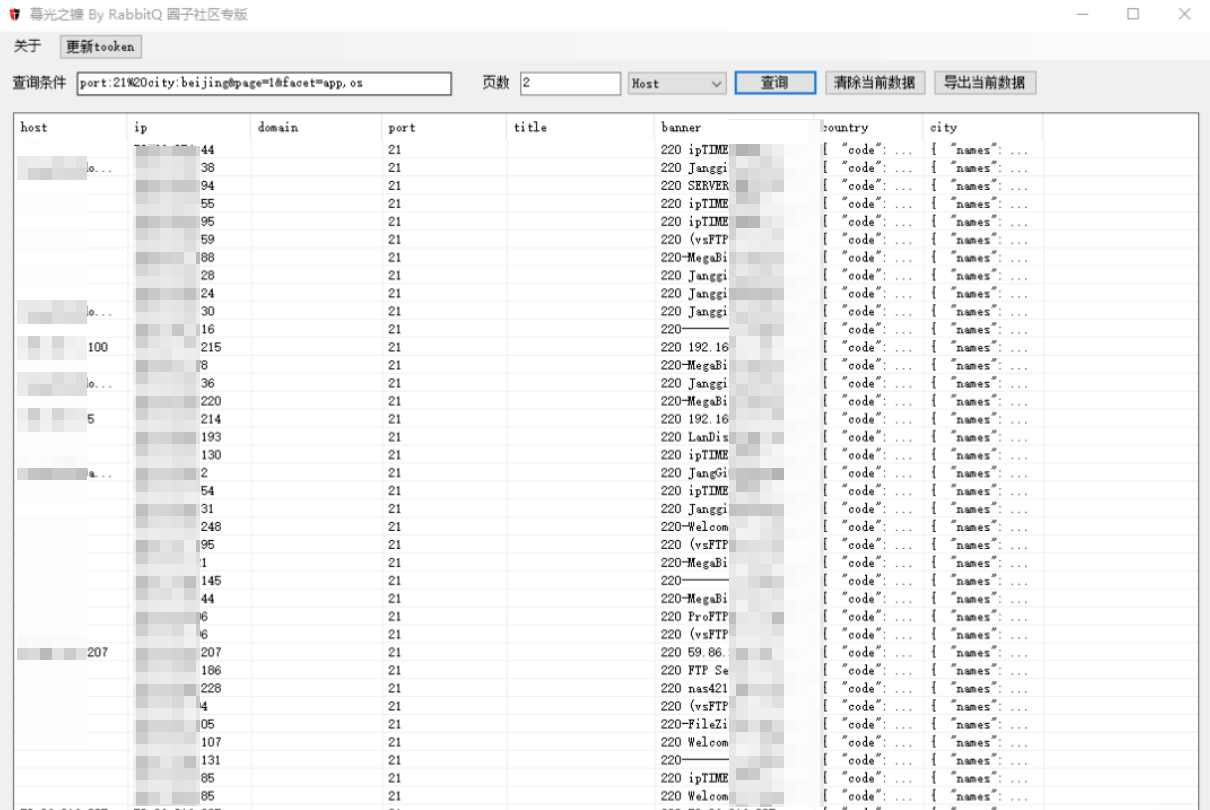 幕光之镰 By RabbitQ 圈子社区专版
关于 更新tooken
查询条件 port:21%20city:beijing&page=1&facet=app,os 页数 2 Host 查询 清除当前数据 导出当前数据
host ip domain port title banner country city
44 21 220 ipTIME { "code": ... { "names": ...
o... 38 21 220 Janggi { "code": ... { "names": ...
94 21 220 SERVER { "code": ... { "names": ...
55 21 220 ipTIME { "code": ... { "names": ...
95 21 220 ipTIME { "code": ... { "names": ...
59 21 220 (vsFTP { "code": ... { "names": ...
88 21 220-MegaBi { "code": ... { "names": ...
28 21 220 Janggi { "code": ... { "names": ...
24 21 220 Janggi { "code": ... { "names": ...
o... 30 21 220 Janggi { "code": ... { "names": ...
16 21 220-------- { "code": ... { "names": ...
100 215 21 220 192.16 { "code": ... { "names": ...
8 21 220-MegaBi { "code": ... { "names": ...
o... 36 21 220 Janggi { "code": ... { "names": ...
220 21 220-MegaBi { "code": ... { "names": ...
5 214 21 220 192.16 { "code": ... { "names": ...
193 21 220 LanDis { "code": ... { "names": ...
130 21 220 ipTIME { "code": ... { "names": ...
a... 2 21 220 JangGi { "code": ... { "names": ...
54 21 220 ipTIME { "code": ... { "names": ...
31 21 220 Janggi { "code": ... { "names": ...
248 21 220-Welcom { "code": ... { "names": ...
95 21 220 (vsFTP { "code": ... { "names": ...
1 21 220-MegaBi { "code": ... { "names": ...
145 21 220-------- { "code": ... { "names": ...
44 21 220-MegaBi { "code": ... { "names": ...
6 21 220 ProFTP { "code": ... { "names": ...
6 21 220 (vsFTP { "code": ... { "names": ...
207 207 21 220 59.86. { "code": ... { "names": ...
186 21 220 FTP Se { "code": ... { "names": ...
228 21 220 nas421 { "code": ... { "names": ...
4 21 220 (vsFTP { "code": ... { "names": ...
05 21 220-FileZi { "code": ... { "names": ...
107 21 220 Welcom { "code": ... { "names": ...
131 21 220-------- { "code": ... { "names": ...
85 21 220 ipTIME { "code": ... { "names": ...
85 21 220 Welcom { "code": ... { "names": ...